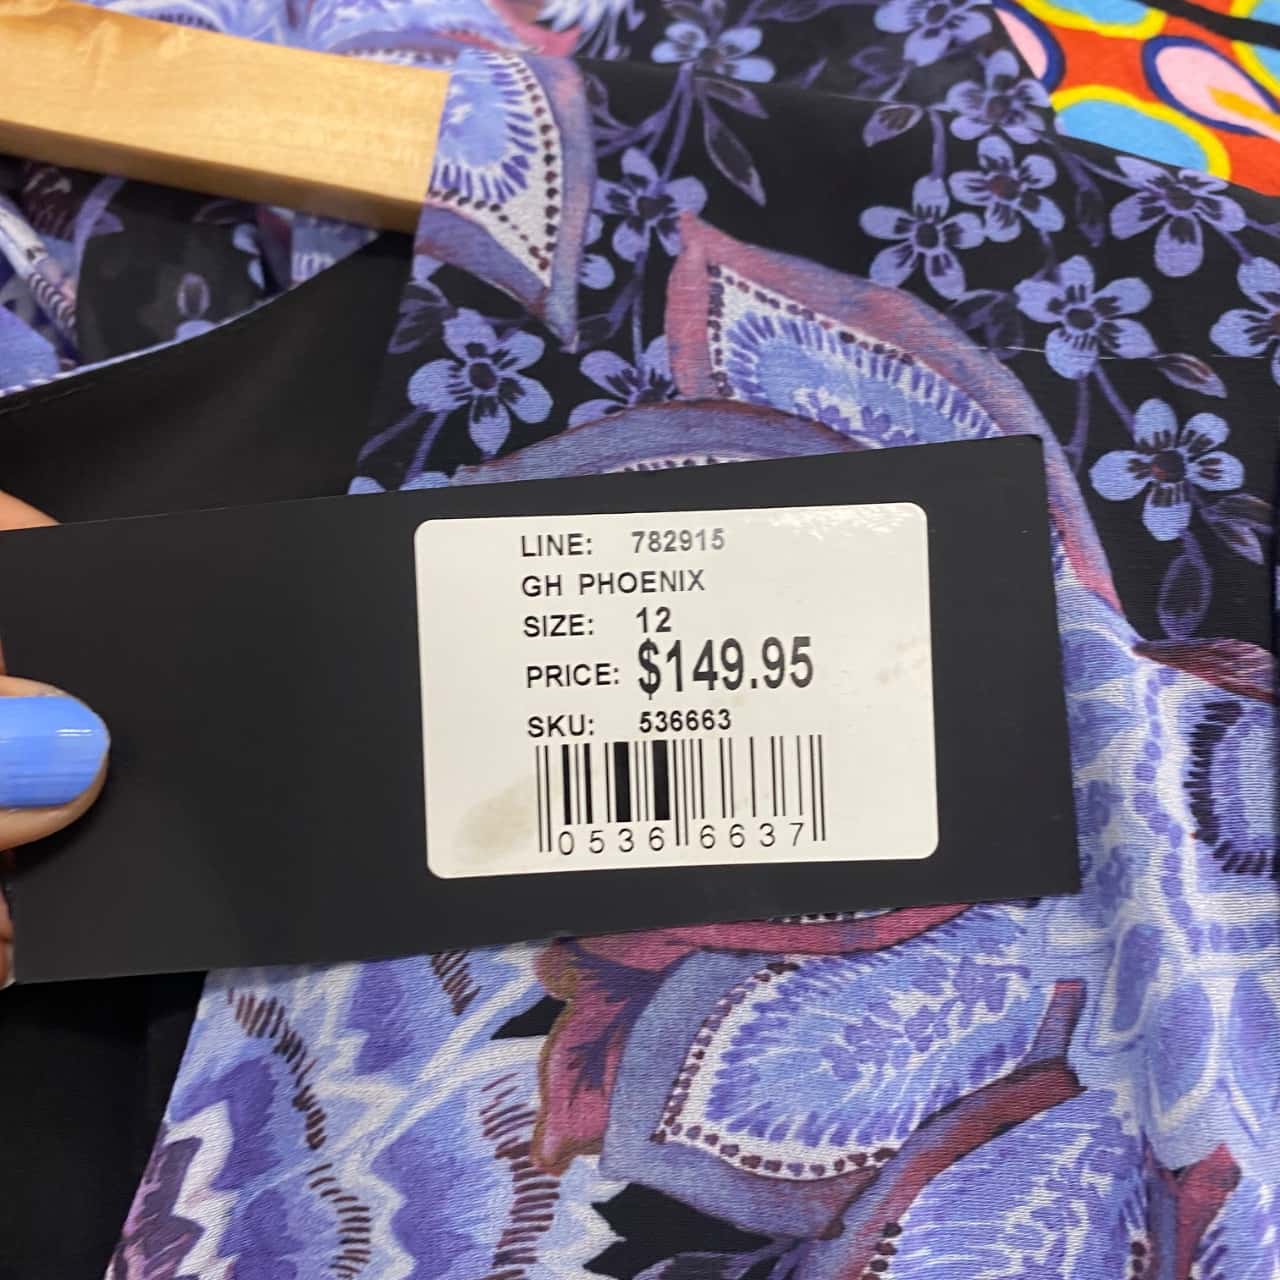 LINE: 782915
GH PHOENIX
SIZE: 12
PRICE: $149.95
SKU: 536663
0536 6637